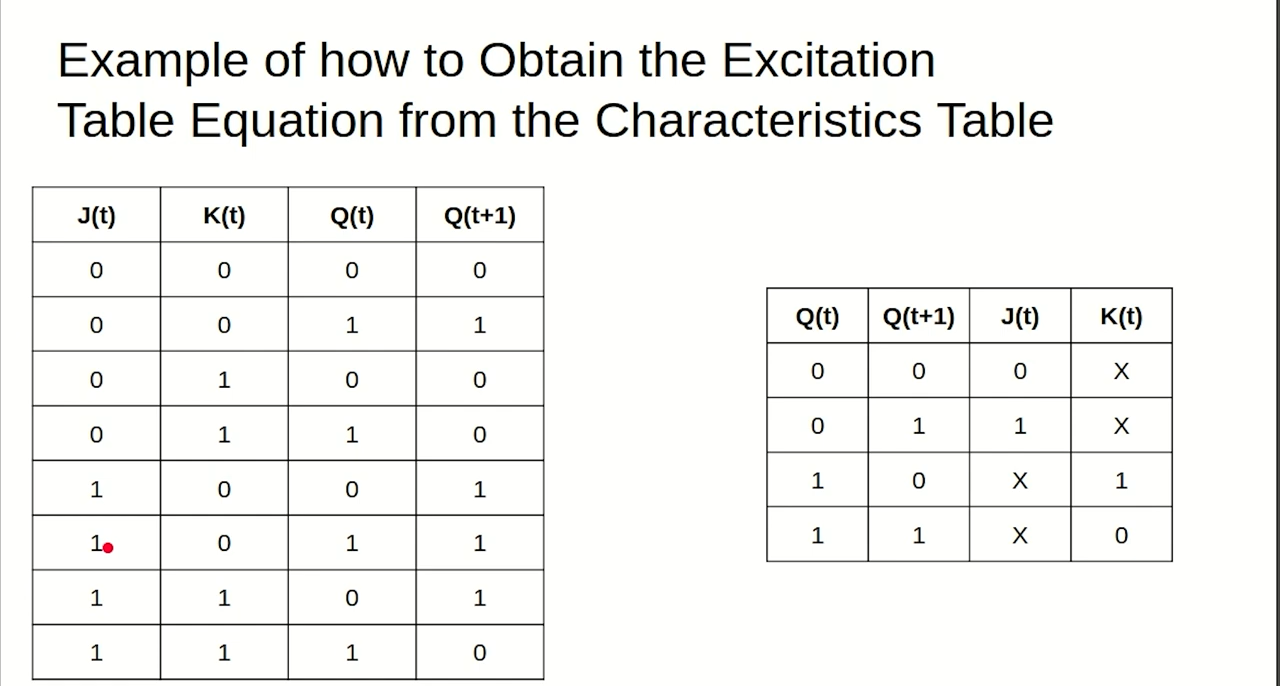 Example of how to Obtain the Excitation
Table Equation from the Characteristics Table
J(t) K(t) Q(t) Q(t+1)
0 0 0 0
0 0 1 1
0 1 0 0
0 1 1 0
1 0 0 1
1 0 1 1
1 1 0 1
1 1 1 0
Q(t) Q(t+1) J(t) K(t)
0 0 0 X
0 1 1 X
1 0 X 1
1 1 X 0